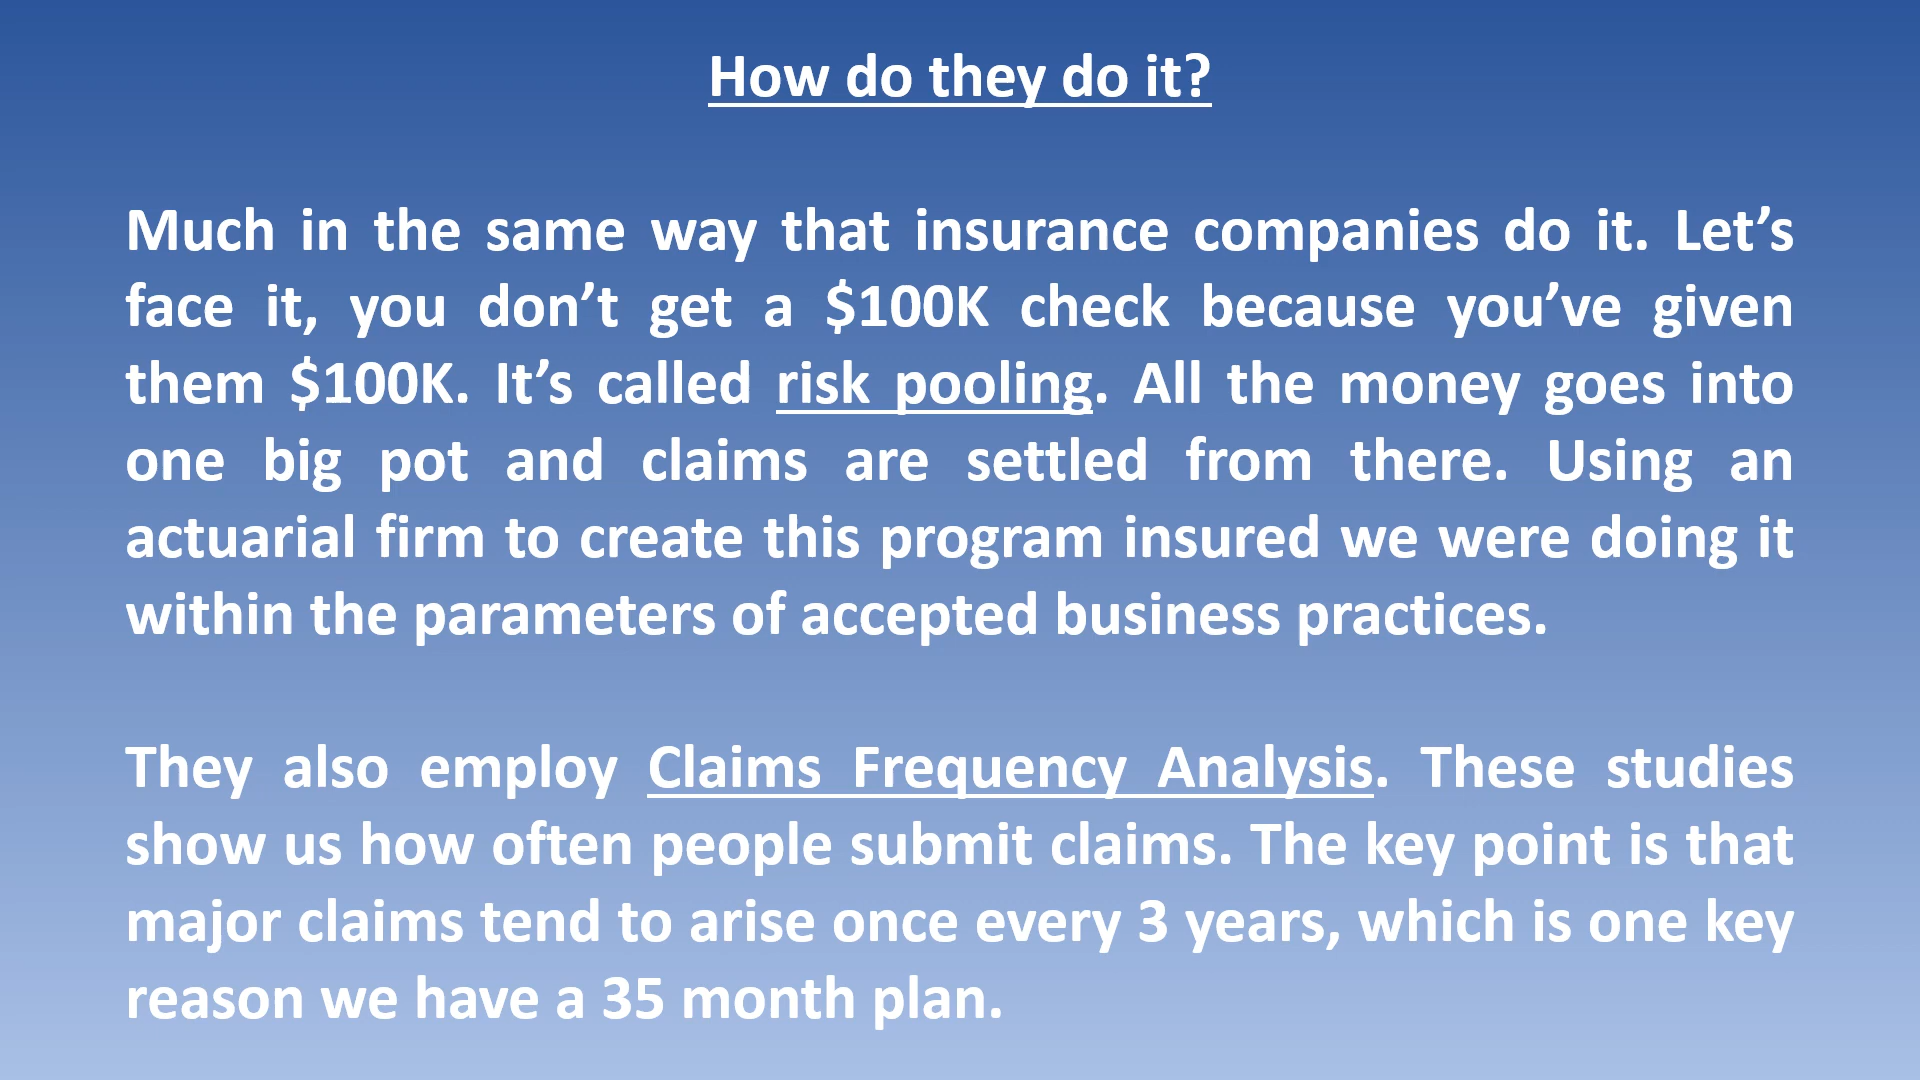 How do they do it?
Much in the same way that insurance companies do it. Let’s
face it, you don’t get a $100K check because you’ve given
them $100K. It’s called risk pooling. All the money goes into
one big pot and claims are settled from there. Using an
actuarial firm to create this program insured we were doing it
within the parameters of accepted business practices.
They also employ Claims Frequency Analysis. These studies
show us how often people submit claims. The key point is that
major claims tend to arise once every 3 years, which is one key
reason we have a 35 month plan.